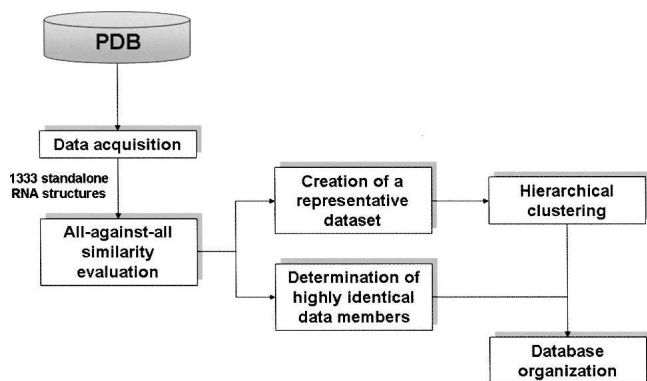 PDB
Data acquisition
1333 standalone
RNA structures
All-against-all
similarity
evaluation
Creation of a
representative
dataset
Hierarchical
clustering
Determination of
highly identical
data members
Database
organization